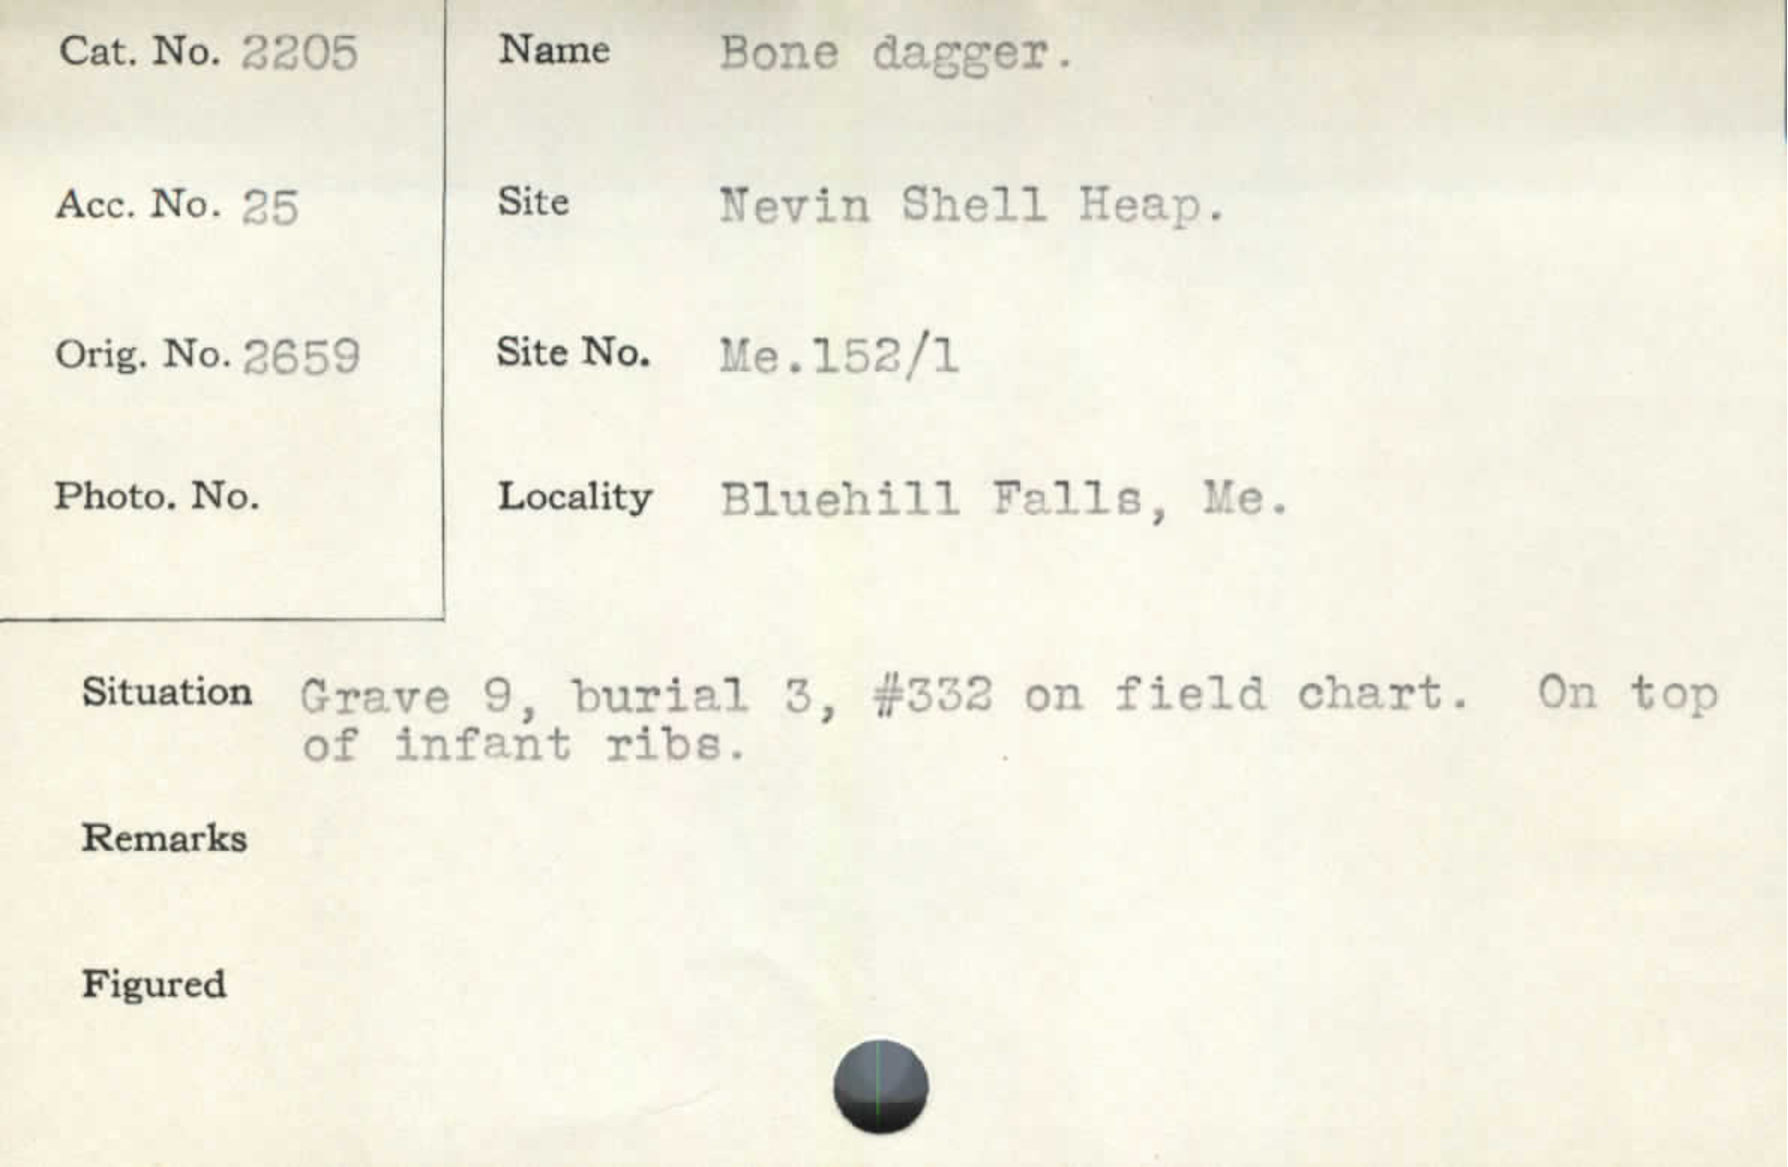 Cat. No. 2205 Name Bone dagger.
Acc. No. 25 Site Nevin Shell Heap.
Orig. No. 2659 Site No. Me.152/1
Photo. No. Locality Bluehill Falls, Me.
Situation Grave 9, burial 3, #332 on field chart. On top
of infant ribs.
Remarks
Figured